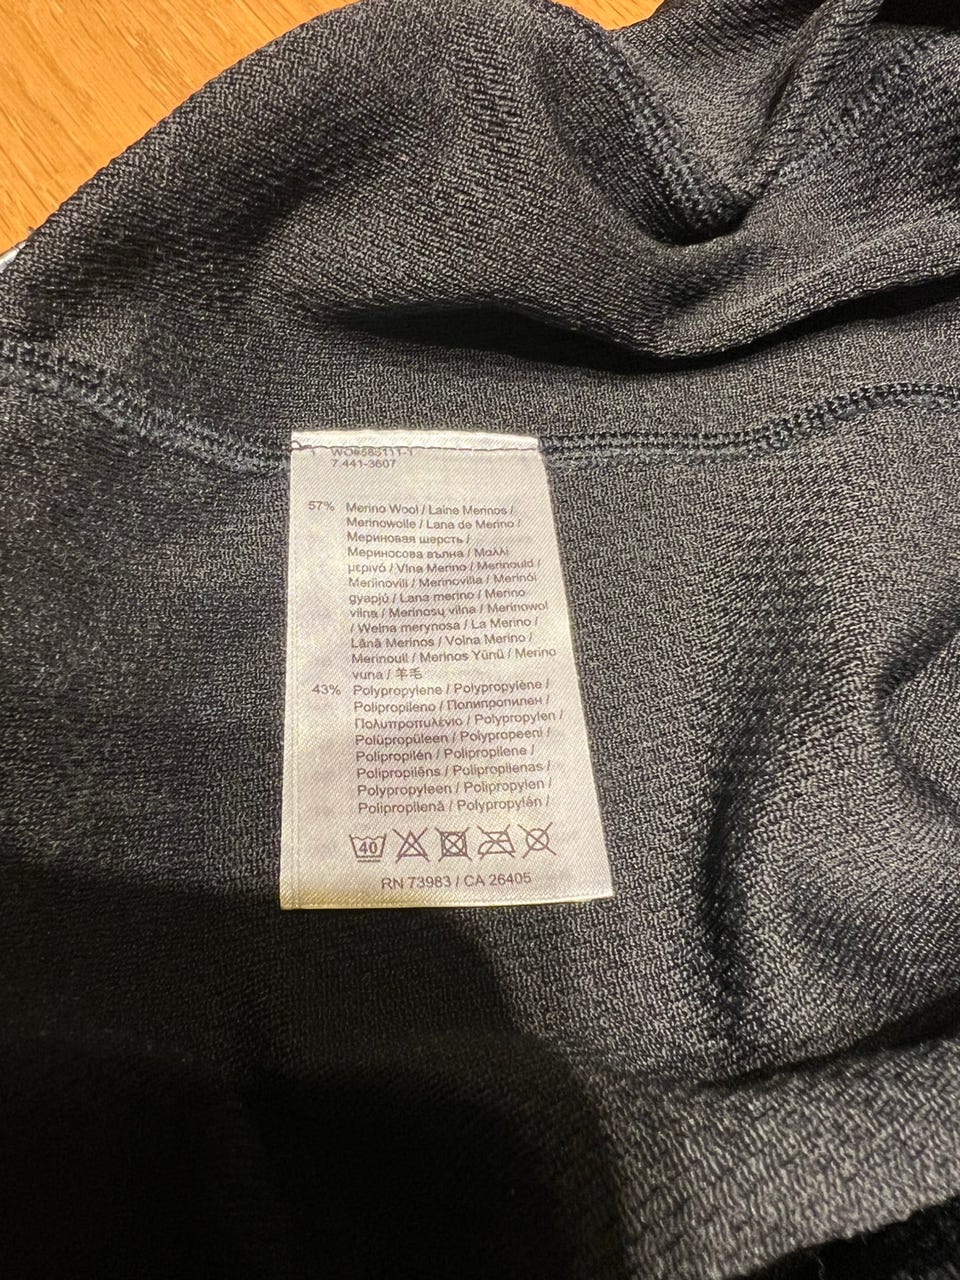 7.441-3607
57% Merino Wool / Laine Merinos /
Merinowolle / Lana de Merino /
Мериновая шерсть /
Мериносова вълна / Μαλλί
μερινό / Vlna Merino / Merinould /
Meriinovill / Merinovilla / Merinói
gyapjú / Lana merino / Merino
vilna / Merinosų vilna / Merinowol
/ Wełna merynosa / La Merino /
Lână Merinos / Volna Merino /
Merinoull / Merinos Yünü / Merino
vuna / 羊毛
43% Polypropylene / Polypropylène /
Polipropileno / Полипропилен /
Πολυπροπυλένιο / Polypropylen /
Polüpropüleen / Polypropeeni /
Polipropilén / Polipropilene /
Polipropilēns / Polipropilenas /
Polypropyleen / Polipropylen /
Polipropilenă / Polypropylén /
40
RN 73983 / CA 26405